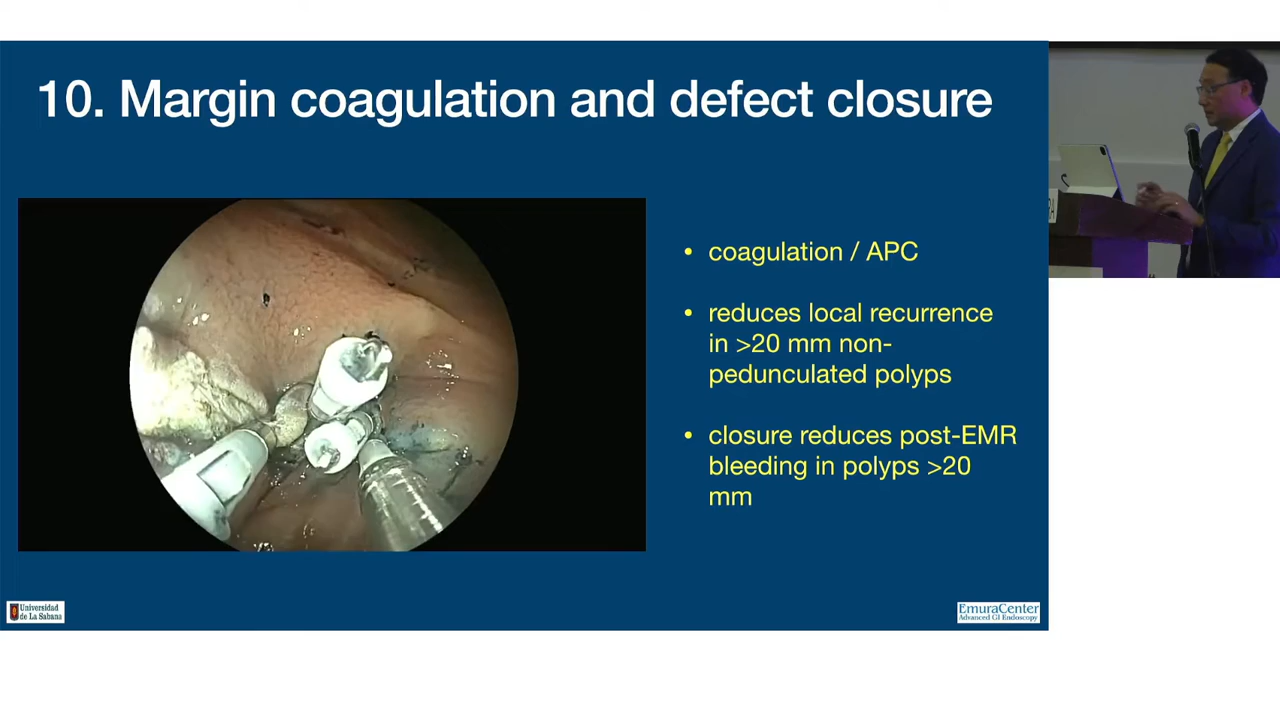 10. Margin coagulation and defect closure
• coagulation / APC
• reduces local recurrence
in >20 mm non-
pedunculated polyps
• closure reduces post-EMR
bleeding in polyps >20
mm
Universidad
de La Sabana
EmuraCenter
Advanced GI Endoscopy